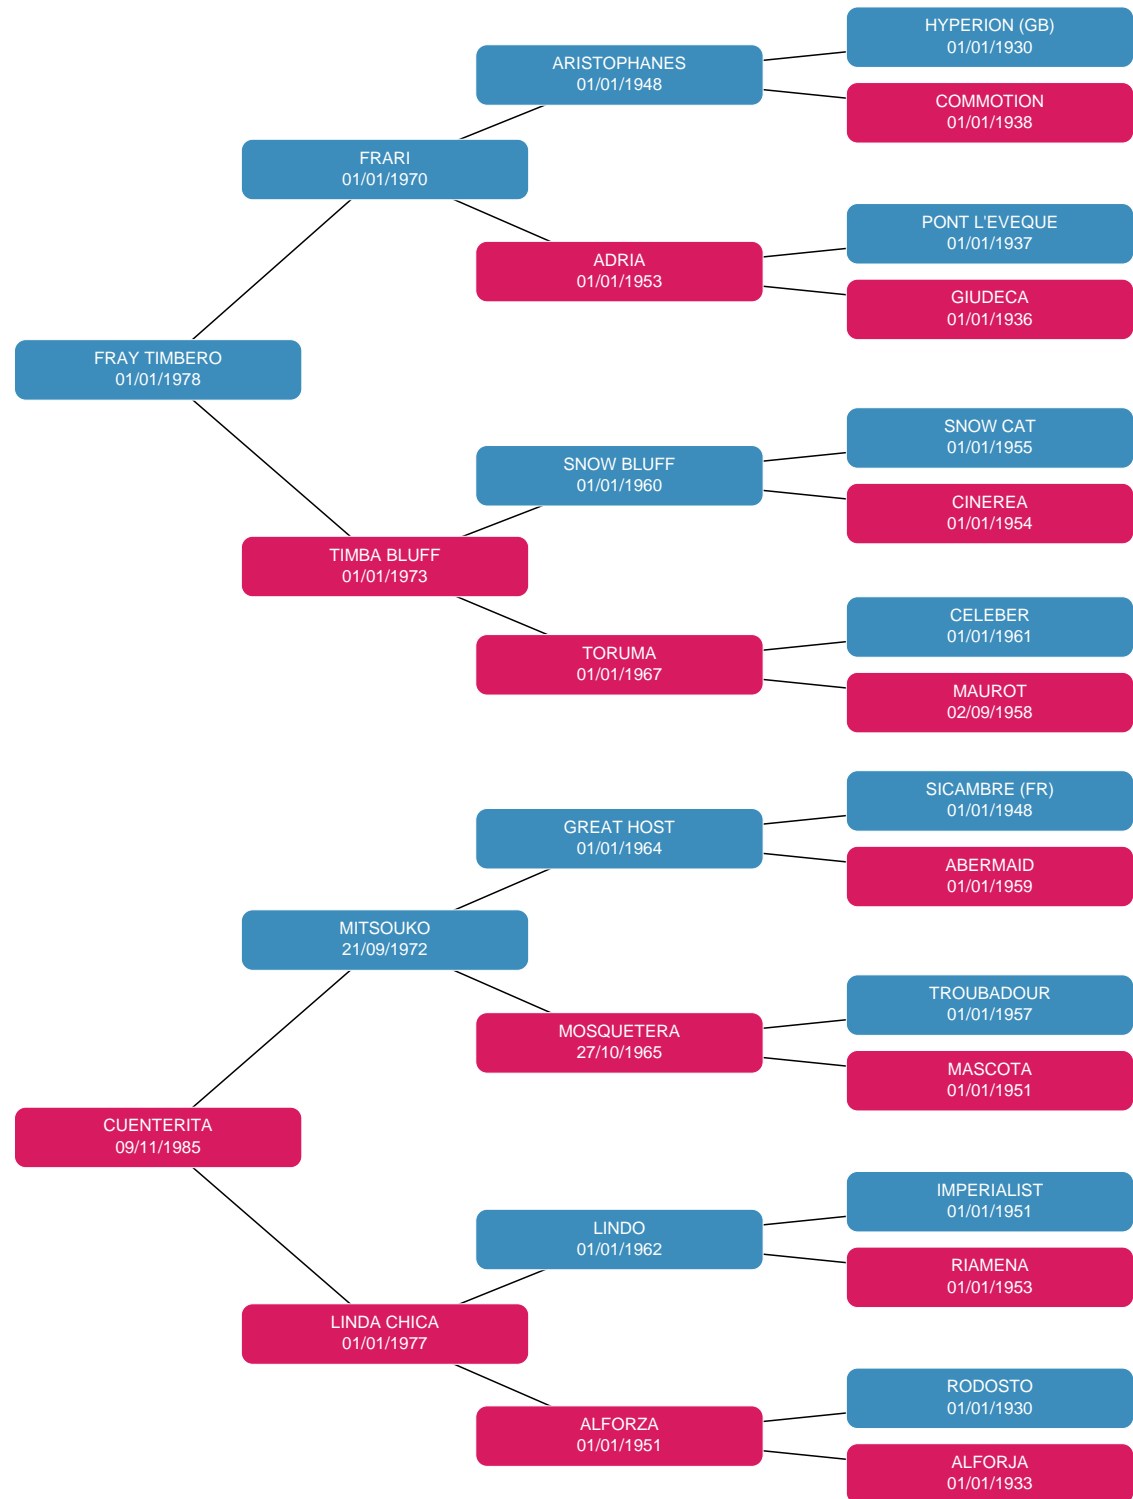 HYPERION (GB)
01/01/1930
ARISTOPHANES
01/01/1948
COMMOTION
01/01/1938
FRARI
01/01/1970
PONT L'EVEQUE
01/01/1937
ADRIA
01/01/1953
GIUDECA
01/01/1936
FRAY TIMBERO
01/01/1978
SNOW CAT
01/01/1955
SNOW BLUFF
01/01/1960
CINEREA
01/01/1954
TIMBA BLUFF
01/01/1973
CELEBER
01/01/1961
TORUMA
01/01/1967
MAUROT
02/09/1958
SICAMBRE (FR)
01/01/1948
GREAT HOST
01/01/1964
ABERMAID
01/01/1959
MITSOUKO
21/09/1972
TROUBADOUR
01/01/1957
MOSQUETERA
27/10/1965
MASCOTA
01/01/1951
CUENTERITA
09/11/1985
IMPERIALIST
01/01/1951
LINDO
01/01/1962
RIAMENA
01/01/1953
LINDA CHICA
01/01/1977
RODOSTO
01/01/1930
ALFORZA
01/01/1951
ALFORJA
01/01/1933